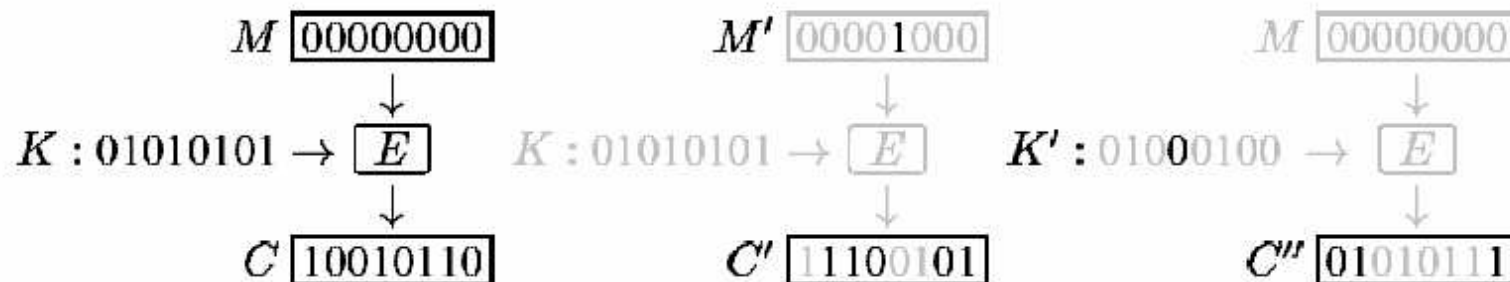 M 00000000 M′ 00001000 M 00000000
↓ ↓ ↓
K : 01010101 → E K : 01010101 → E K′ : 01000100 → E
↓ ↓ ↓
C 10010110 C′ 11100101 C″ 01010111